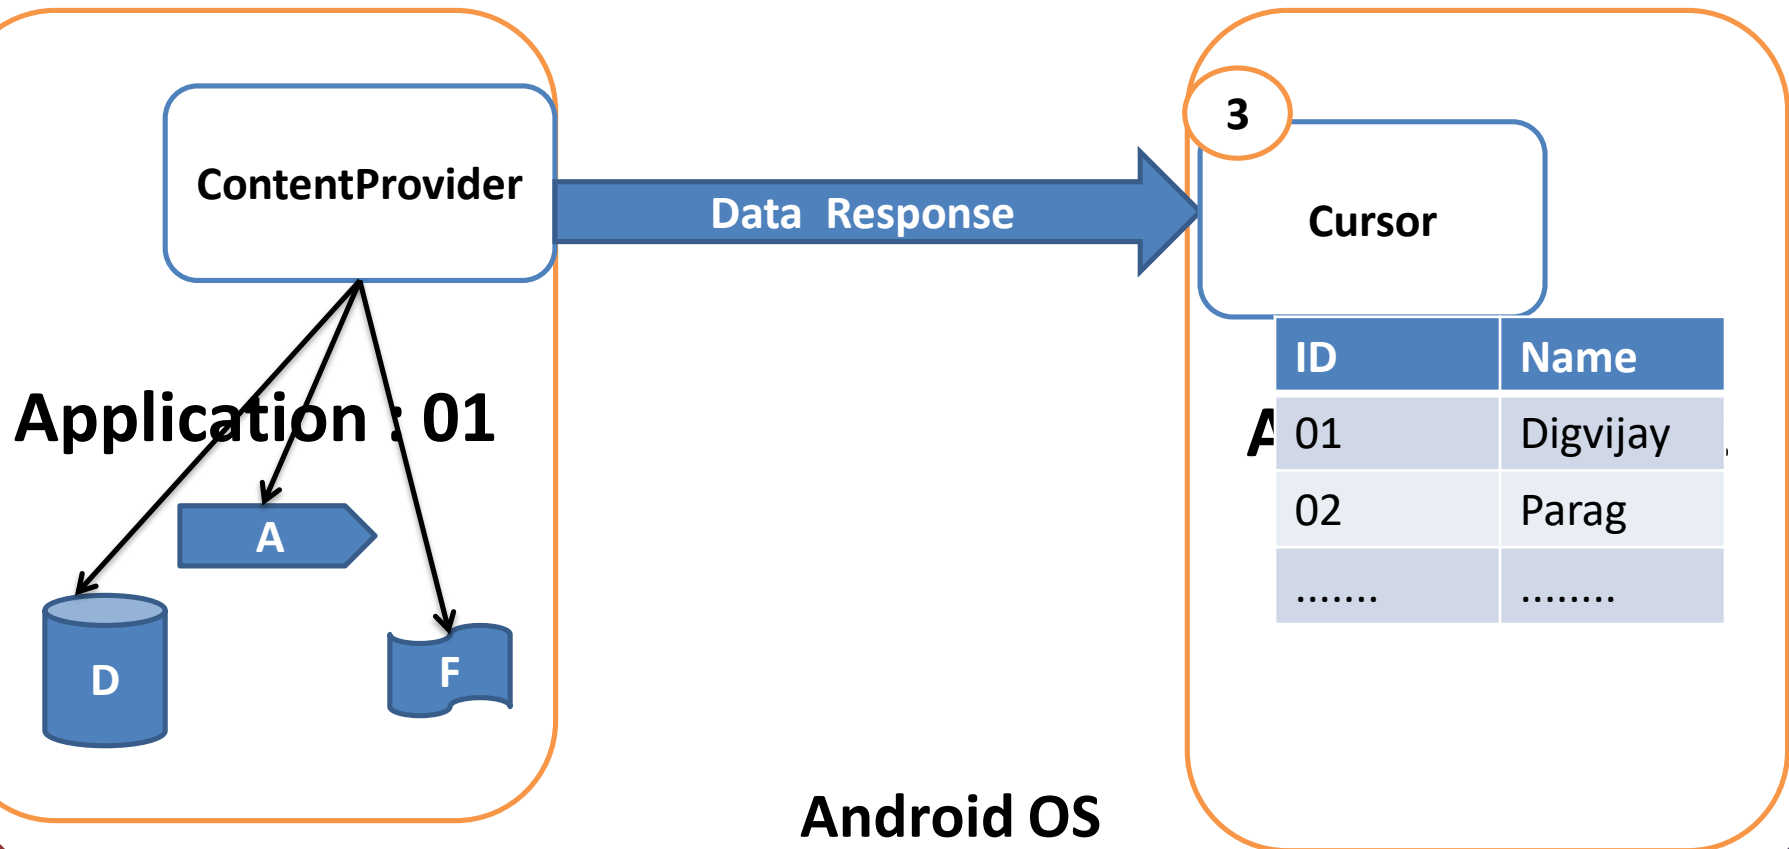 ContentProvider
Data Response
3
Cursor
Application : 01
ID Name
01 Digvijay
02 Parag
....... ........
A
D
F
Android OS